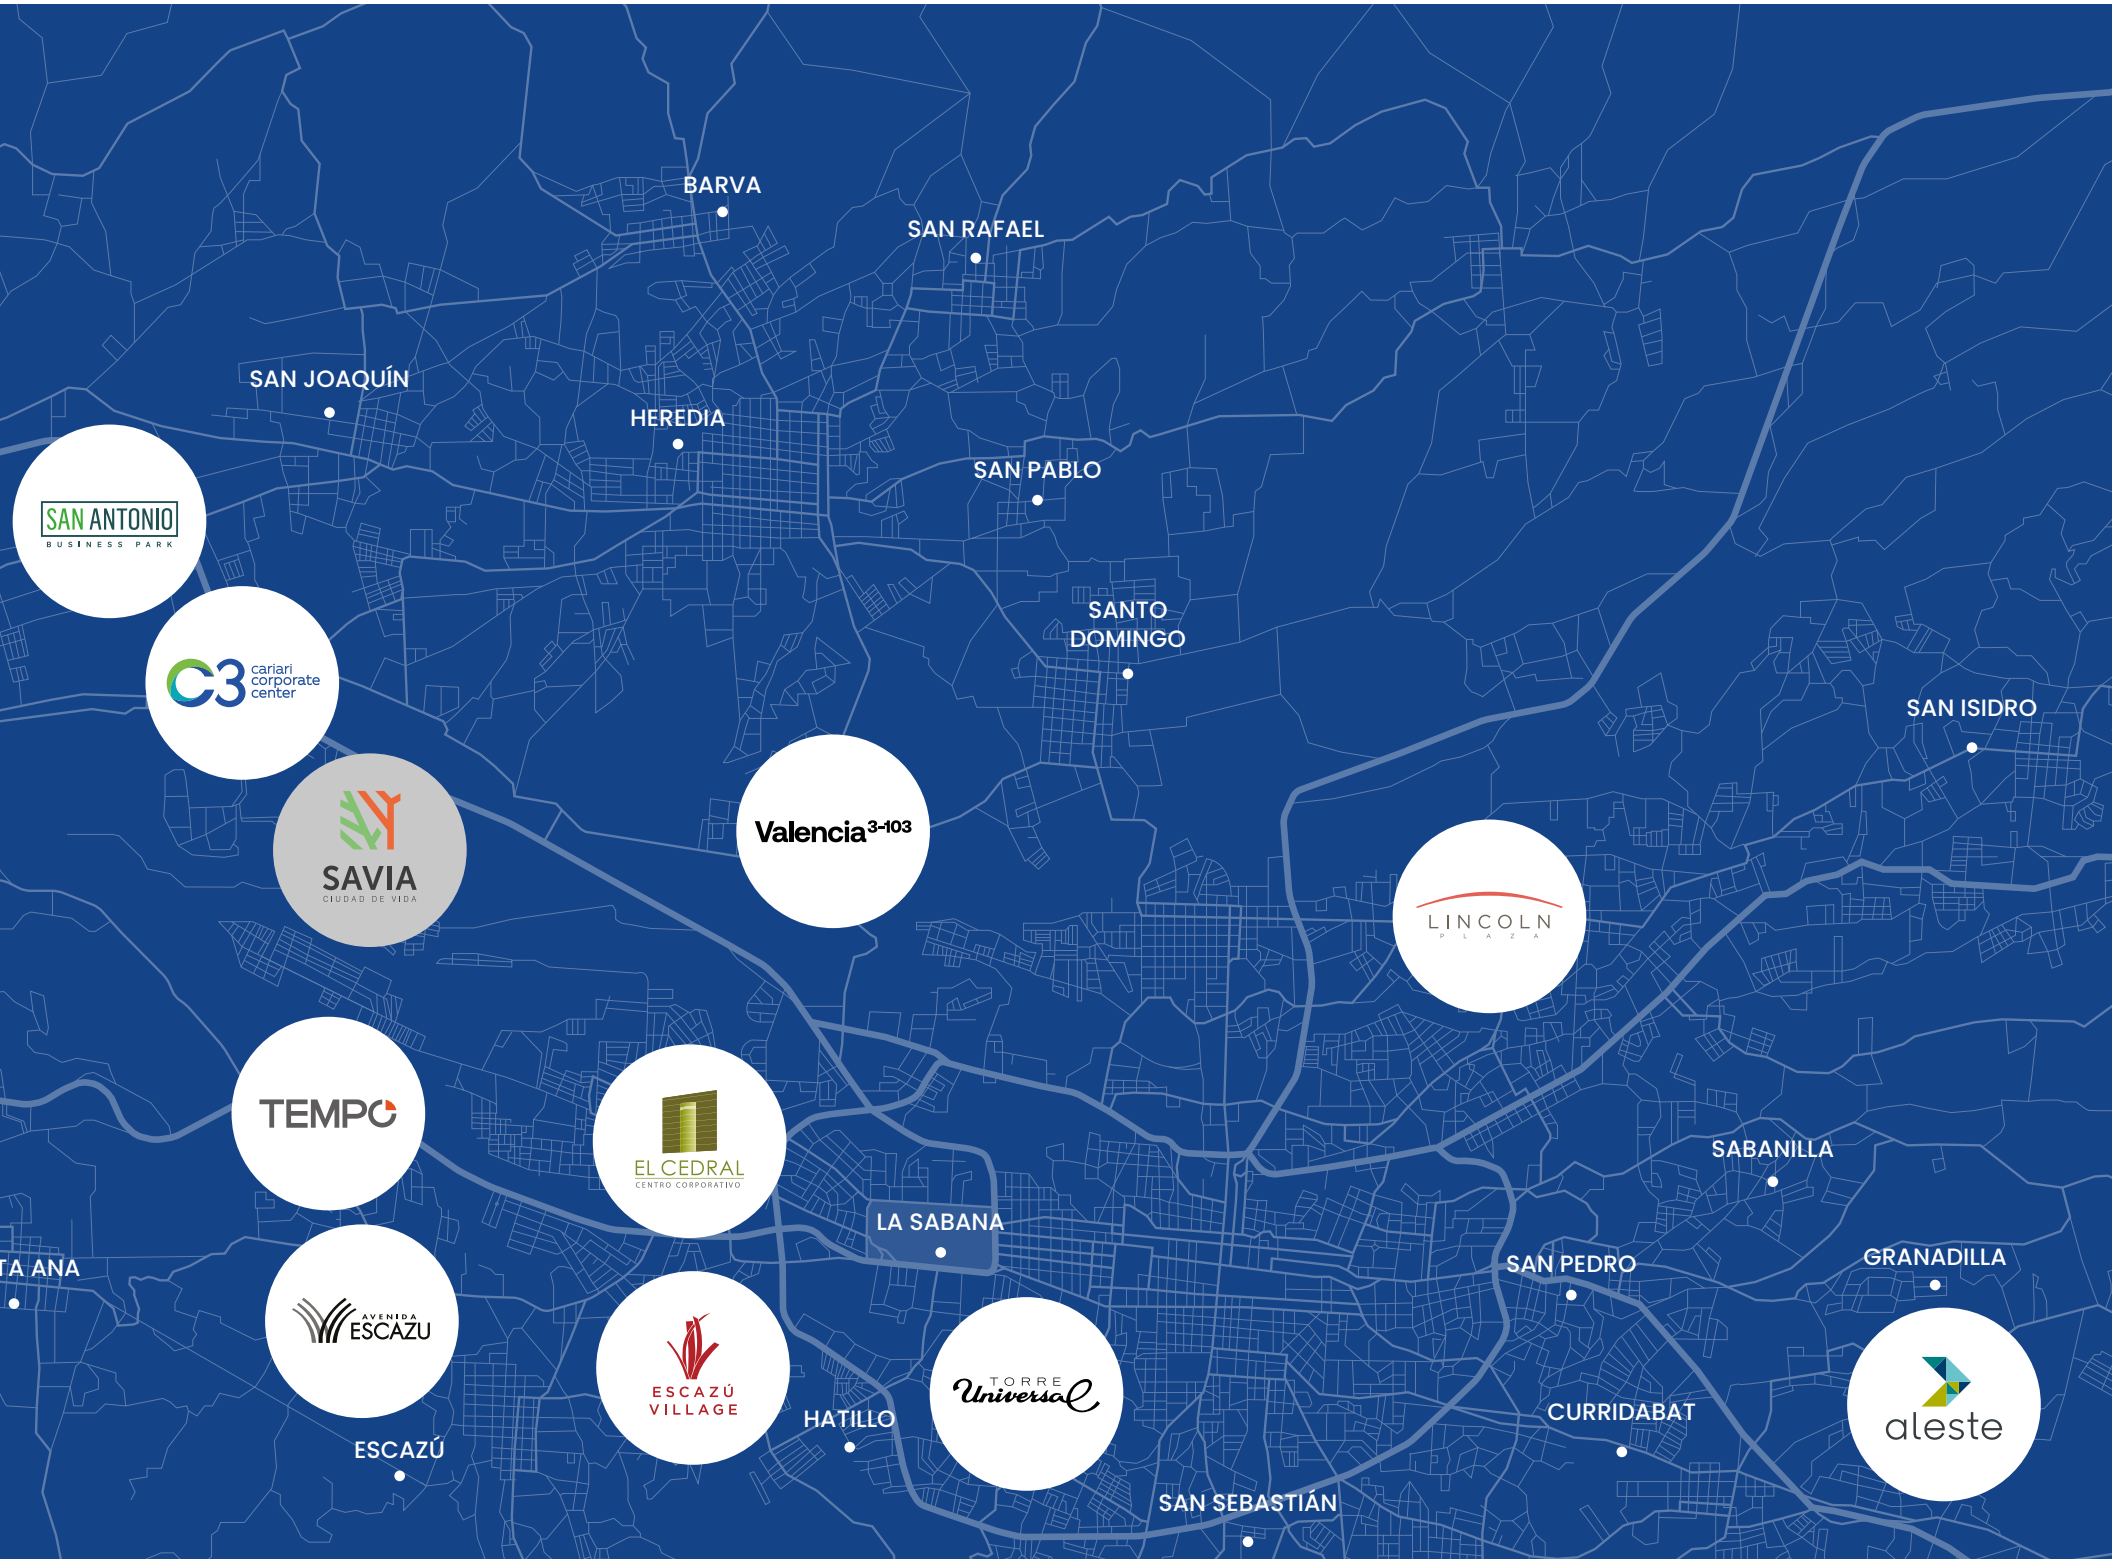 BARVA
SAN RAFAEL
SAN JOAQUÍN
HEREDIA
SAN PABLO
SAN ANTONIO
BUSINESS PARK
SANTO
DOMINGO
C3 cariari
corporate
center
SAN ISIDRO
Valencia 3-103
SAVIA
CIUDAD DE VIDA
LINCOLN
PLAZA
TEMPO
EL CEDRAL
CENTRO CORPORATIVO
SABANILLA
LA SABANA
TA ANA
SAN PEDRO
GRANADILLA
AVENIDA
ESCAZU
ESCAZÚ
VILLAGE
TORRE
Universal
HATILLO
CURRIDABAT
aleste
ESCAZÚ
SAN SEBASTIÁN